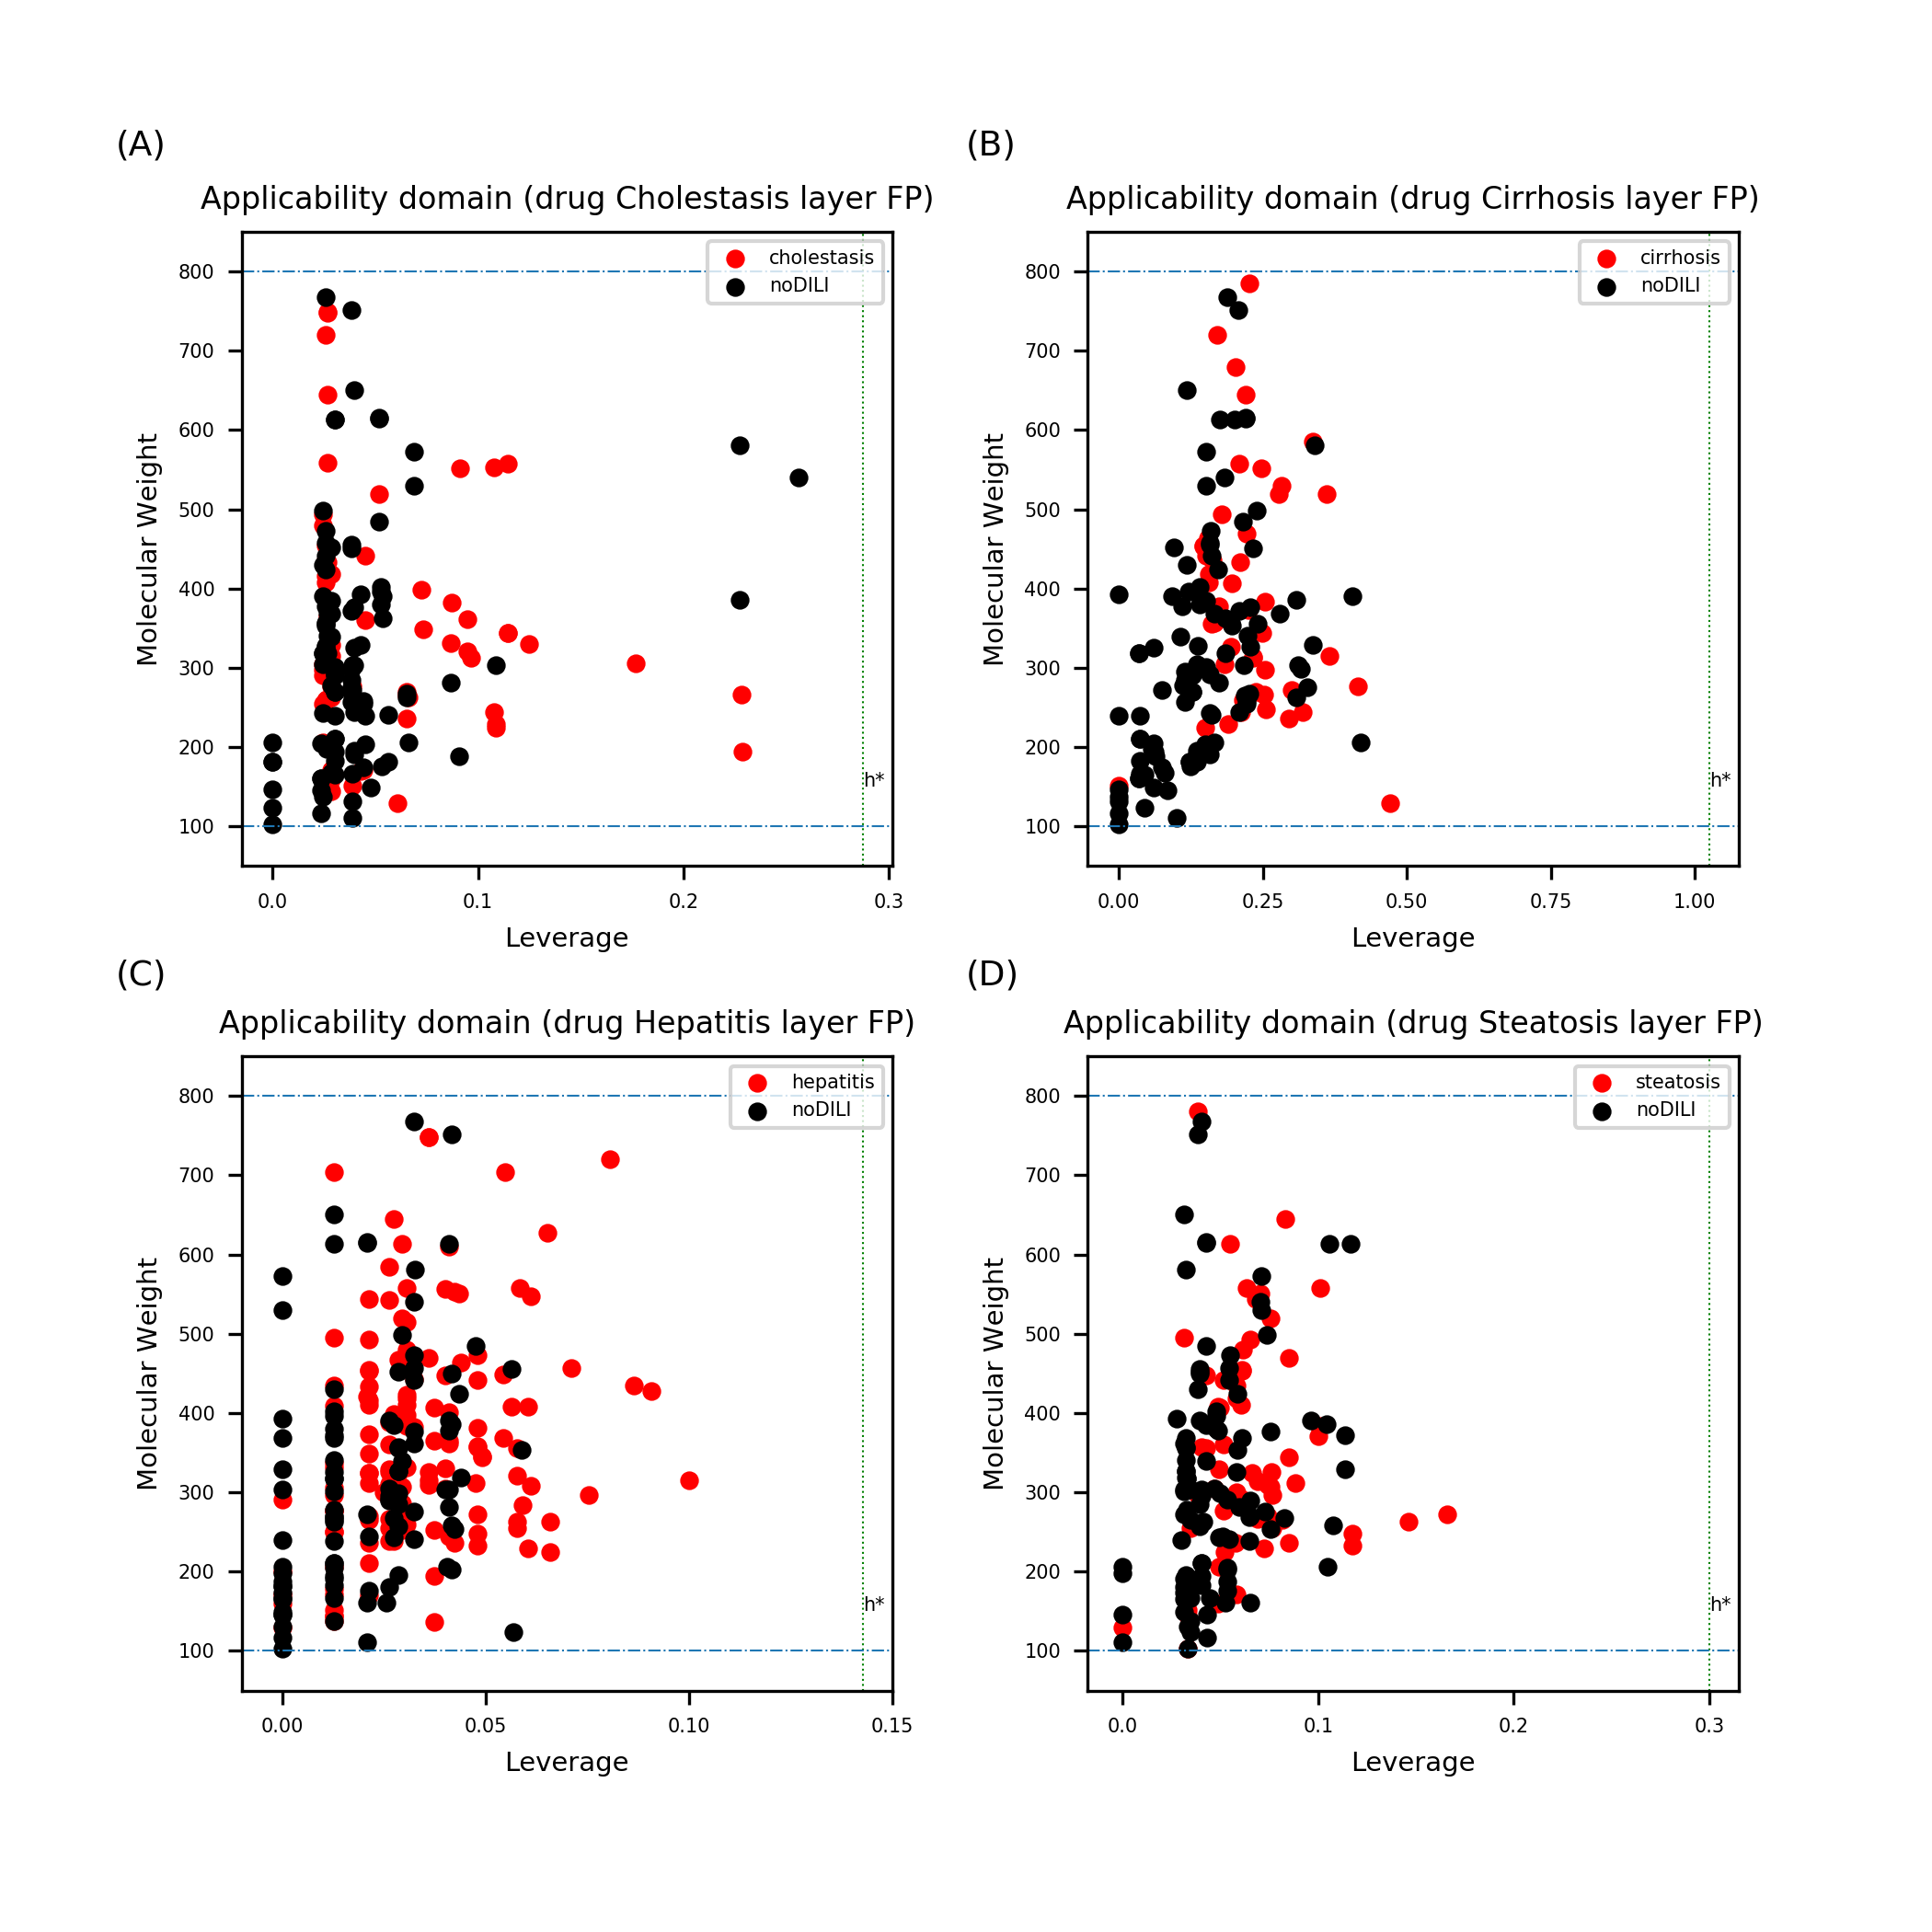 (A)
Applicability domain (drug Cholestasis layer FP)
cholestasis
noDILI
800
700
600
500
400
300
200
100
Molecular Weight
h*
0.0
0.1
0.2
0.3
Leverage
(B)
Applicability domain (drug Cirrhosis layer FP)
cirrhosis
noDILI
800
700
600
500
400
300
200
100
Molecular Weight
h*
0.00
0.25
0.50
0.75
1.00
Leverage
(C)
Applicability domain (drug Hepatitis layer FP)
hepatitis
noDILI
800
700
600
500
400
300
200
100
Molecular Weight
h*
0.00
0.05
0.10
0.15
Leverage
(D)
Applicability domain (drug Steatosis layer FP)
steatosis
noDILI
800
700
600
500
400
300
200
100
Molecular Weight
h*
0.0
0.1
0.2
0.3
Leverage